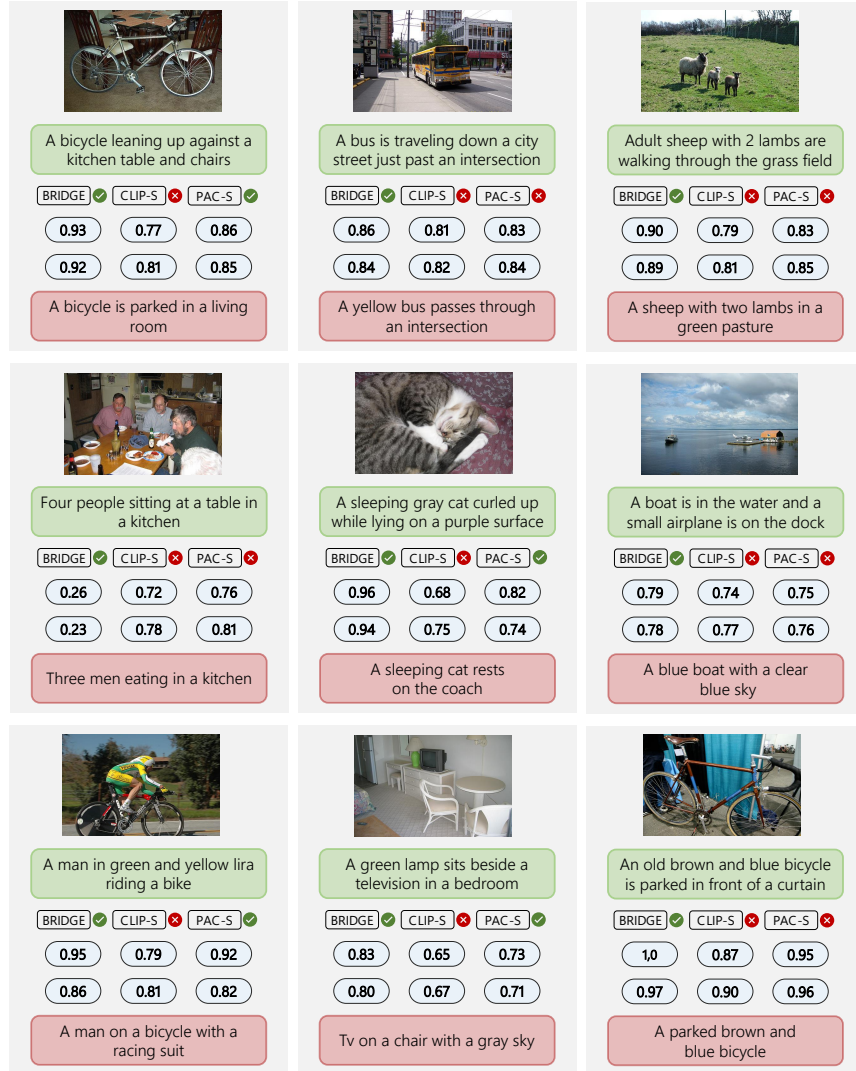 A bicycle leaning up against a
kitchen table and chairs
BRIDGE CLIP-S PAC-S
0.93 0.77 0.86
0.92 0.81 0.85
A bicycle is parked in a living
room
A bus is traveling down a city
street just past an intersection
BRIDGE CLIP-S PAC-S
0.86 0.81 0.83
0.84 0.82 0.84
A yellow bus passes through
an intersection
Adult sheep with 2 lambs are
walking through the grass field
BRIDGE CLIP-S PAC-S
0.90 0.79 0.83
0.89 0.81 0.85
A sheep with two lambs in a
green pasture
Four people sitting at a table in
a kitchen
BRIDGE CLIP-S PAC-S
0.26 0.72 0.76
0.23 0.78 0.81
Three men eating in a kitchen
A sleeping gray cat curled up
while lying on a purple surface
BRIDGE CLIP-S PAC-S
0.96 0.68 0.82
0.94 0.75 0.74
A sleeping cat rests
on the coach
A boat is in the water and a
small airplane is on the dock
BRIDGE CLIP-S PAC-S
0.79 0.74 0.75
0.78 0.77 0.76
A blue boat with a clear
blue sky
A man in green and yellow lira
riding a bike
BRIDGE CLIP-S PAC-S
0.95 0.79 0.92
0.86 0.81 0.82
A man on a bicycle with a
racing suit
A green lamp sits beside a
television in a bedroom
BRIDGE CLIP-S PAC-S
0.83 0.65 0.73
0.80 0.67 0.71
Tv on a chair with a gray sky
An old brown and blue bicycle
is parked in front of a curtain
BRIDGE CLIP-S PAC-S
1,0 0.87 0.95
0.97 0.90 0.96
A parked brown and
blue bicycle